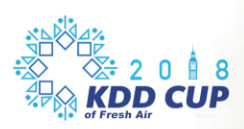 2018
KDD CUP
of Fresh Air